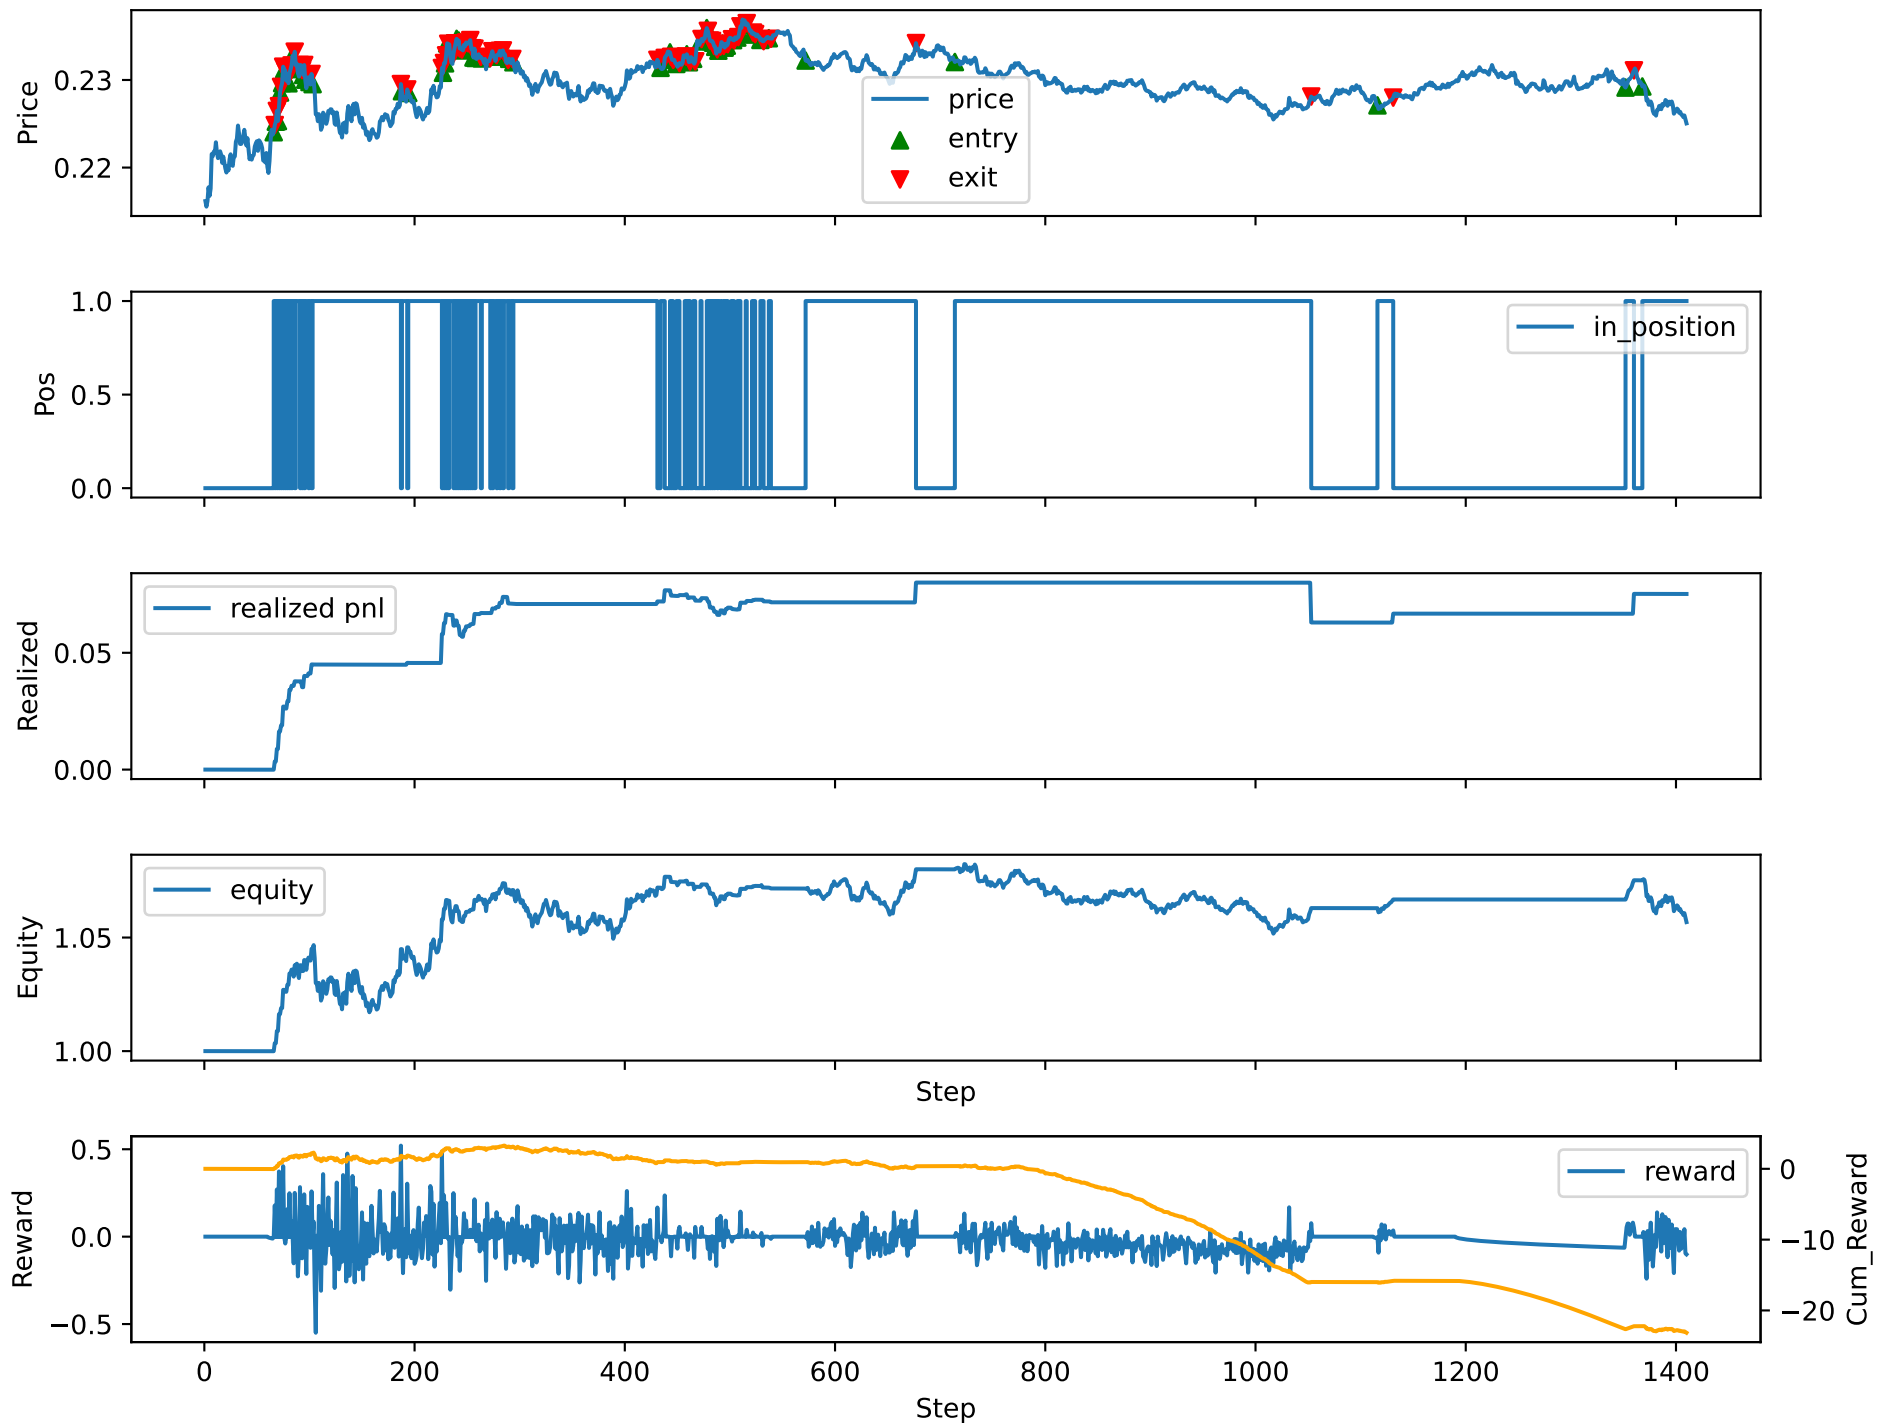 Price
0.23
0.22
price
entry
exit
Pos
1.0
0.5
0.0
in_position
Realized
0.05
0.00
realized pnl
Equity
1.05
1.00
equity
Step
Reward
0.5
0.0
−0.5
reward
0
−10
−20
Cum_Reward
0 200 400 600 800 1000 1200 1400
Step